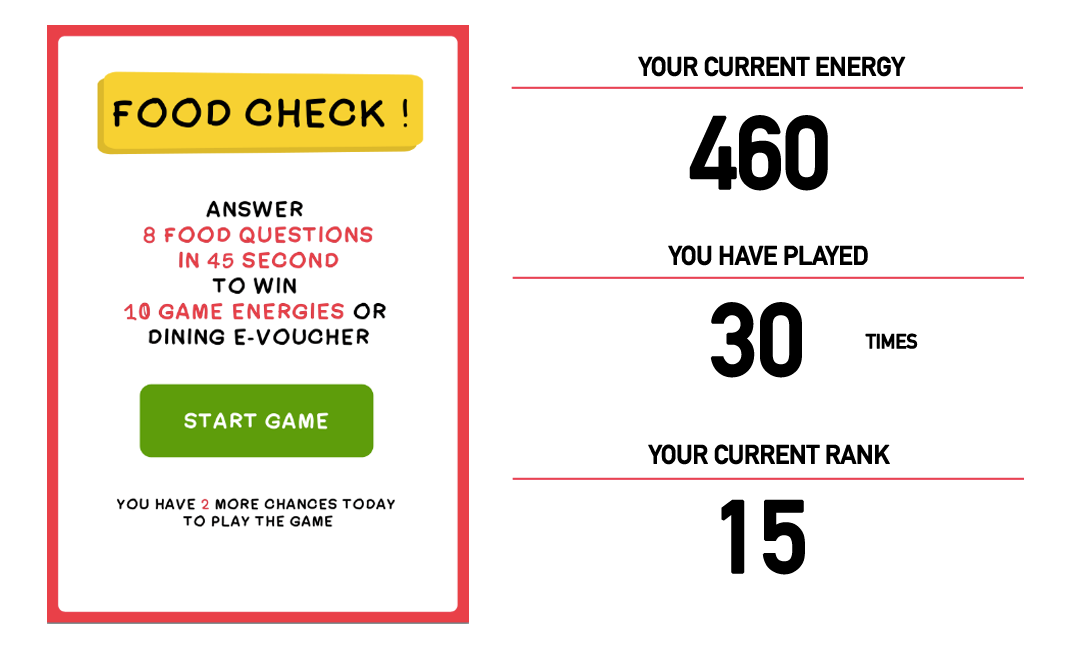 FOOD CHECK !
ANSWER
8 FOOD QUESTIONS
IN 45 SECOND
TO WIN
10 GAME ENERGIES OR
DINING E-VOUCHER
START GAME
YOU HAVE 2 MORE CHANCES TODAY
TO PLAY THE GAME
YOUR CURRENT ENERGY
460
YOU HAVE PLAYED
30 TIMES
YOUR CURRENT RANK
15